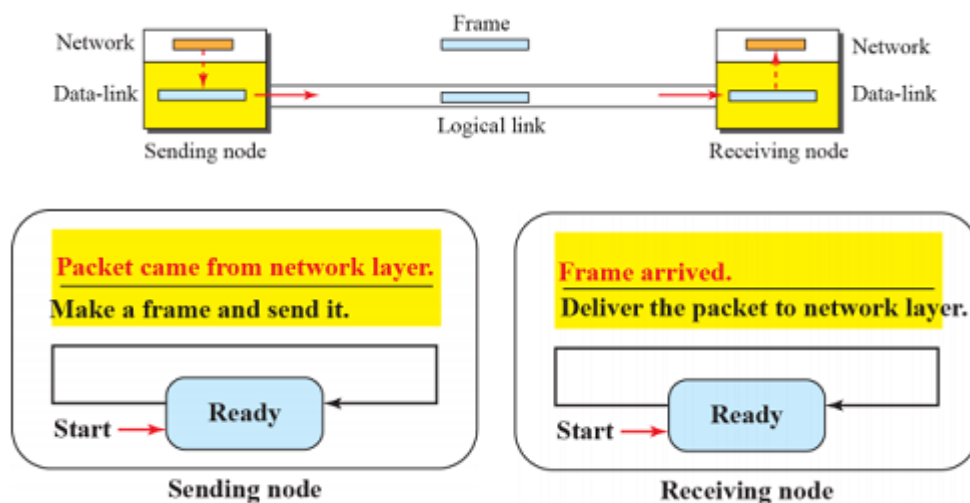 Frame
Network
Network
Data-link
Data-link
Logical link
Sending node
Receiving node
Packet came from network layer.
Make a frame and send it.
Ready
Start
Sending node
Frame arrived.
Deliver the packet to network layer.
Ready
Start
Receiving node